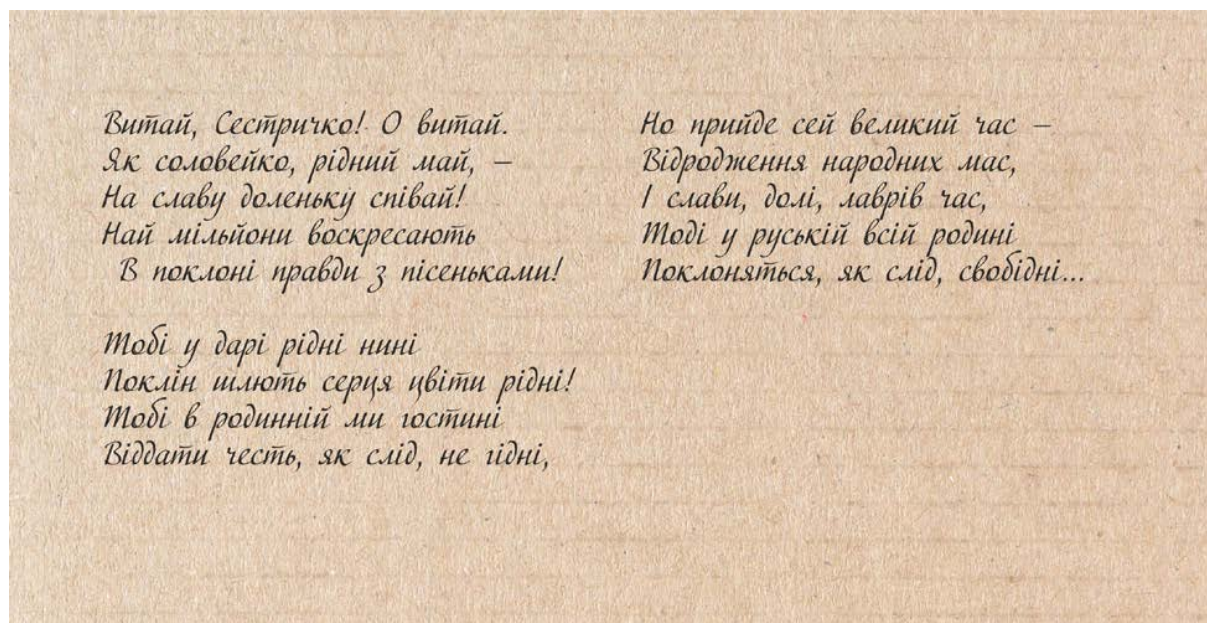 Витай, Сестричко! О витай.
Як соловейко, рідний май, –
На славу доленьку співай!
Най мільйони воскресають
В поклоні правди з пісеньками!

Тобі у дарі рідні нині
Поклін шлють серця цвіти рідні!
Тобі в родинній ми гостині
Віддати честь, як слід, не гідні,

Но прийде сей великий час –
Відродження народних мас,
І слави, долі, лаврів час,
Тоді у руській всій родині
Поклоняться, як слід, свобідні...